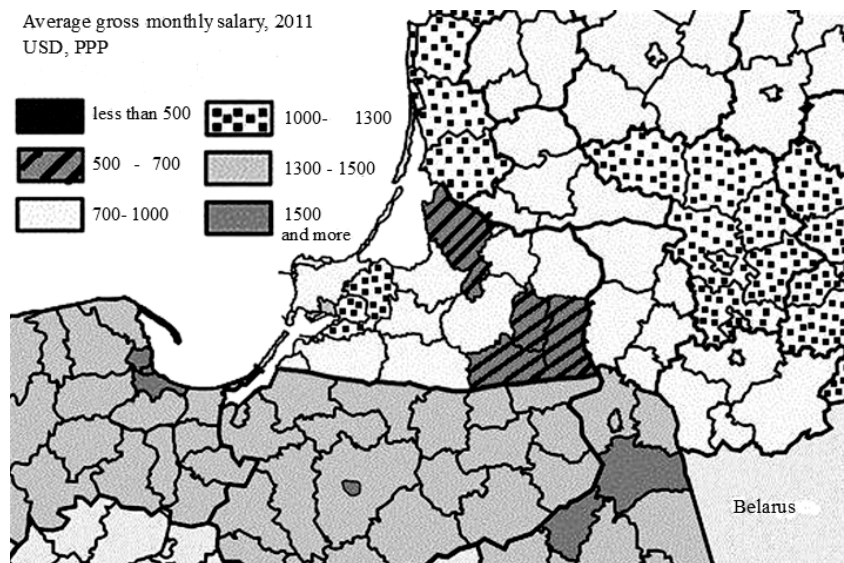 Average gross monthly salary, 2011
USD, PPP
less than 500
500 - 700
700- 1000
1000- 1300
1300 - 1500
1500
and more
Belarus